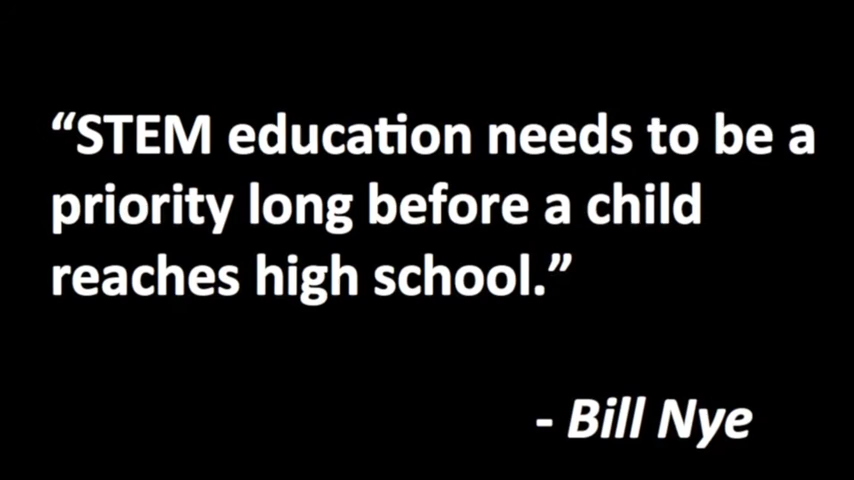 “STEM education needs to be a
priority long before a child
reaches high school.”
- Bill Nye